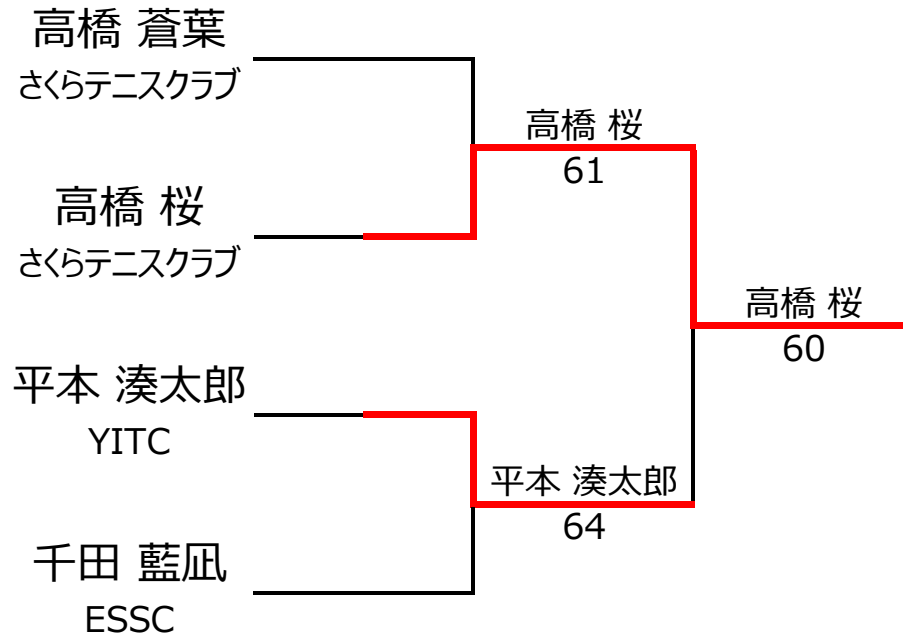 高橋 蒼葉
さくらテニスクラブ
高橋 桜
61
高橋 桜
さくらテニスクラブ
高橋 桜
60
平本 湊太郎
YITC
平本 湊太郎
64
千田 藍凪
ESSC